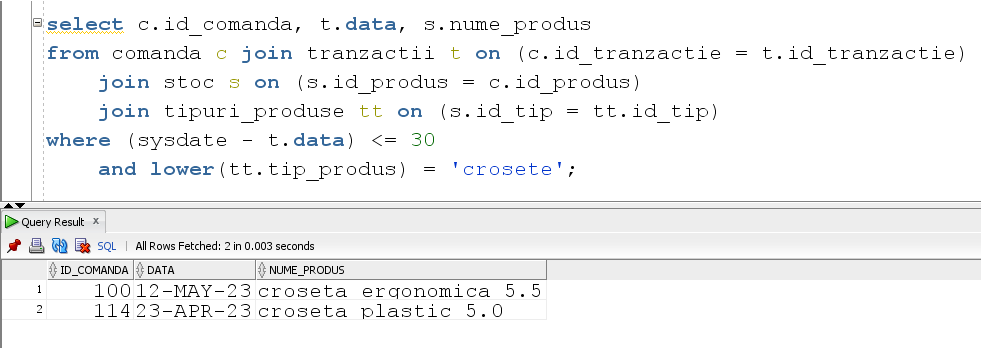 select c.id_comanda, t.data, s.nume_produs
from comanda c join tranzactii t on (c.id_tranzactie = t.id_tranzactie)
join stoc s on (s.id_produs = c.id_produs)
join tipuri_produse tt on (s.id_tip = tt.id_tip)
where (sysdate - t.data) <= 30
and lower(tt.tip_produs) = 'crosete';
Query Result x
SQL | All Rows Fetched: 2 in 0.003 seconds
ID_COMANDA DATA NUME_PRODUS
1 100 12-MAY-23 croseta ergonomica 5.5
2 114 23-APR-23 croseta plastic 5.0